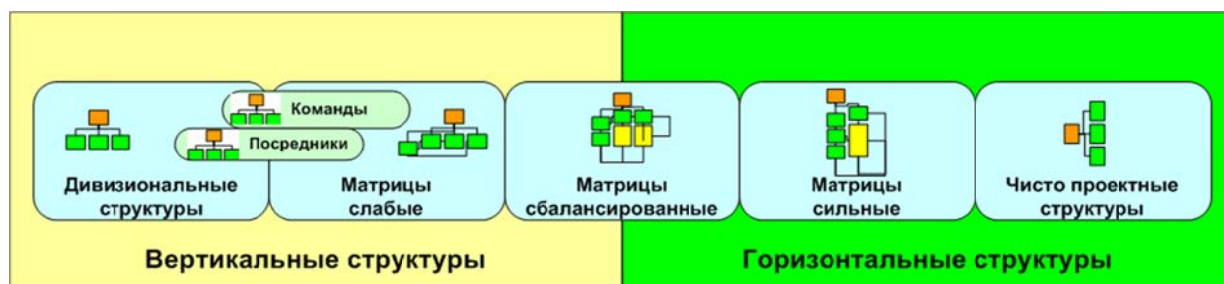 Команды
Посредники
Дивизиональные
структуры
Матрицы
слабые
Матрицы
сбалансированные
Матрицы
сильные
Чисто проектные
структуры
Вертикальные структуры
Горизонтальные структуры